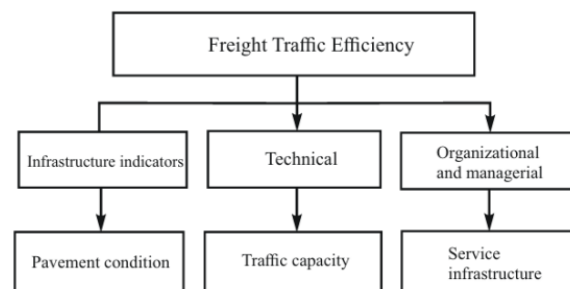 Freight Traffic Efficiency
Infrastructure indicators
Technical
Organizational
and managerial
Pavement condition
Traffic capacity
Service
infrastructure